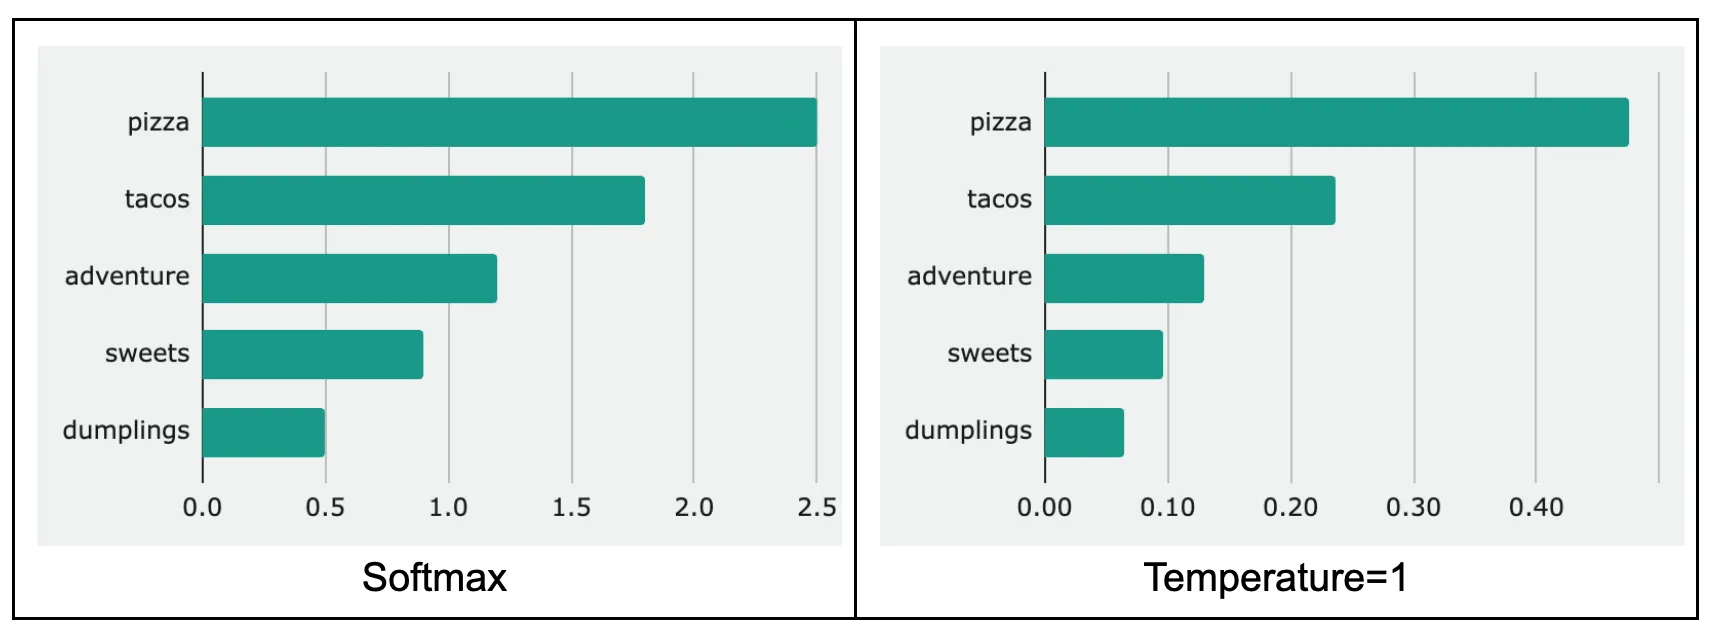 pizza
tacos
adventure
sweets
dumplings
0.0 0.5 1.0 1.5 2.0 2.5
Softmax
pizza
tacos
adventure
sweets
dumplings
0.00 0.10 0.20 0.30 0.40
Temperature=1